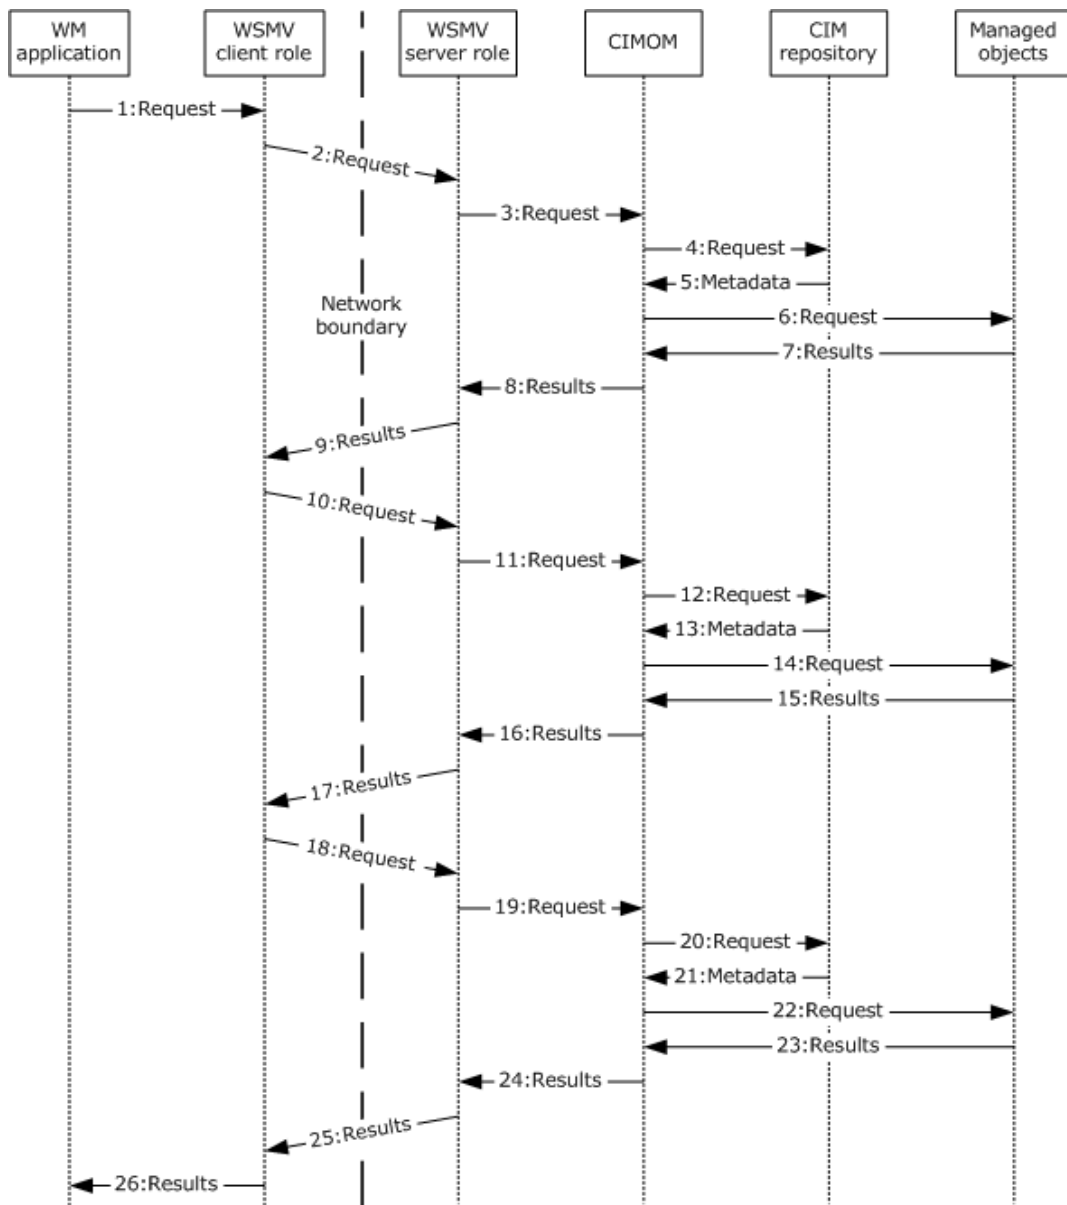 WM
application
WSMV
client role
WSMV
server role
CIMOM
CIM
repository
Managed
objects
1:Request
2:Request
3:Request
4:Request
5:Metadata
Network
boundary
6:Request
7:Results
8:Results
9:Results
10:Request
11:Request
12:Request
13:Metadata
14:Request
15:Results
16:Results
17:Results
18:Request
19:Request
20:Request
21:Metadata
22:Request
23:Results
24:Results
25:Results
26:Results